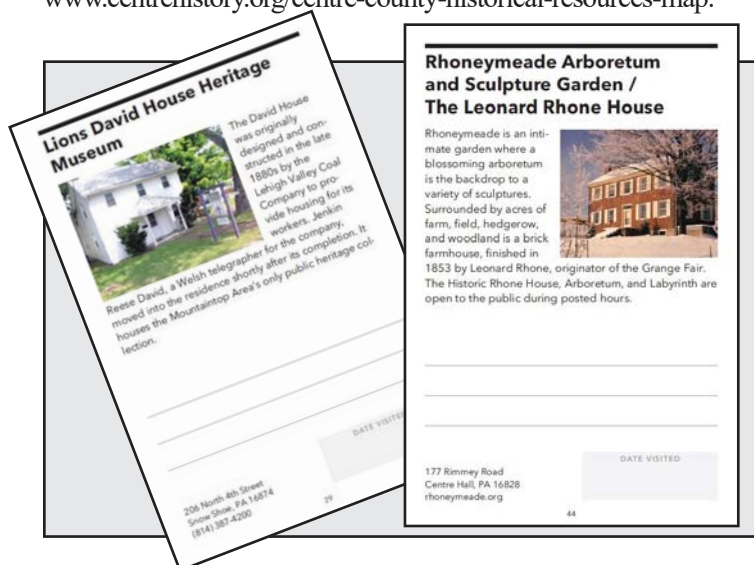 www.centrehistory.org/centre-county-historical-resources-map.
Lions David House Heritage
Museum
The David House
was originally
designed and con-
structed in the late
1880s by the
Lehigh Valley Coal
Company to pro-
vide housing for its
workers. Jenkin
Reese David, a Welsh telegrapher for the company,
moved into the residence shortly after its completion. It
houses the Mountaintop Area's only public heritage col-
lection.
DATE VISITED
206 North 4th Street
Snow Shoe, PA 16874
(814) 387-4200
29
Rhoneymeade Arboretum
and Sculpture Garden /
The Leonard Rhone House
Rhoneymeade is an inti-
mate garden where a
blossoming arboretum
is the backdrop to a
variety of sculptures.
Surrounded by acres of
farm, field, hedgerow,
and woodland is a brick
farmhouse, finished in
1853 by Leonard Rhone, originator of the Grange Fair.
The Historic Rhone House, Arboretum, and Labyrinth are
open to the public during posted hours.
DATE VISITED
177 Rimmey Road
Centre Hall, PA 16828
rhoneymeade.org
44